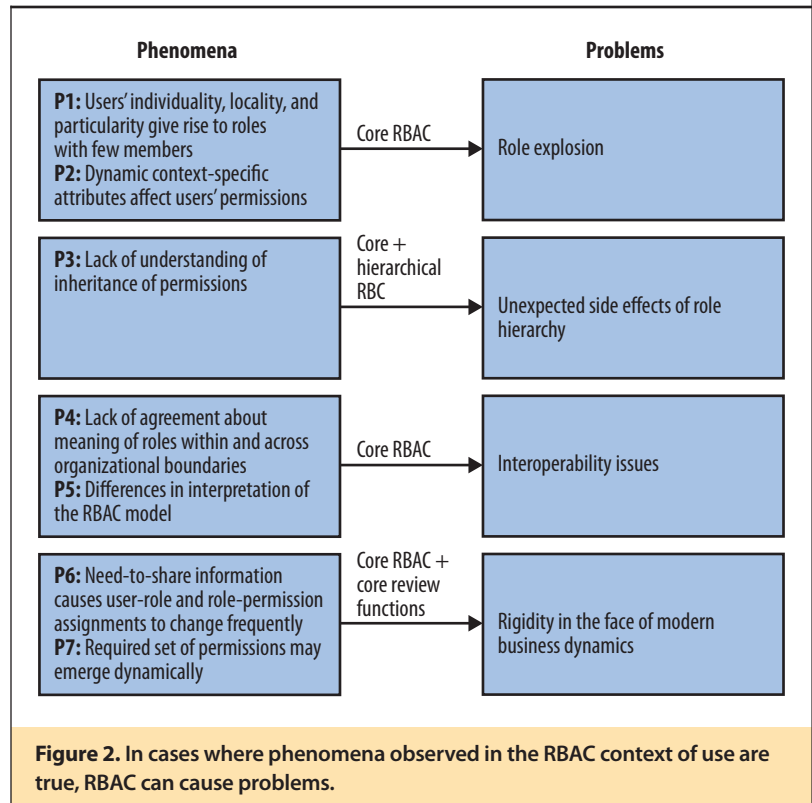 Phenomena
Problems
P1: Users' individuality, locality, and
particularity give rise to roles
with few members
P2: Dynamic context-specific
attributes affect users' permissions
Core RBAC
Role explosion
P3: Lack of understanding of
inheritance of permissions
Core +
hierarchical
RBC
Unexpected side effects of role
hierarchy
P4: Lack of agreement about
meaning of roles within and across
organizational boundaries
P5: Differences in interpretation of
the RBAC model
Core RBAC
Interoperability issues
P6: Need-to-share information
causes user-role and role-permission
assignments to change frequently
P7: Required set of permissions may
emerge dynamically
Core RBAC +
core review
functions
Rigidity in the face of modern
business dynamics
Figure 2. In cases where phenomena observed in the RBAC context of use are
true, RBAC can cause problems.